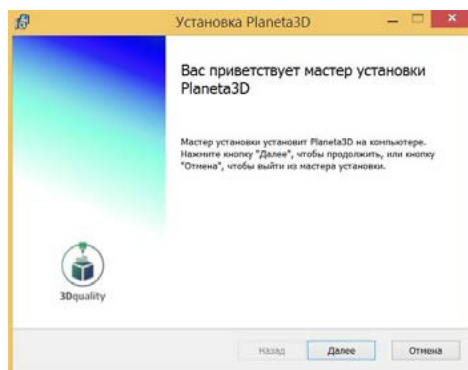 Установка Planeta3D
Вас приветствует мастер установки
Planeta3D
Мастер установки установит Planeta3D на компьютере.
Нажмите кнопку "Далее", чтобы продолжить, или кнопку
"Отмена", чтобы выйти из мастера установки.
3Dquality
Назад Далее Отмена